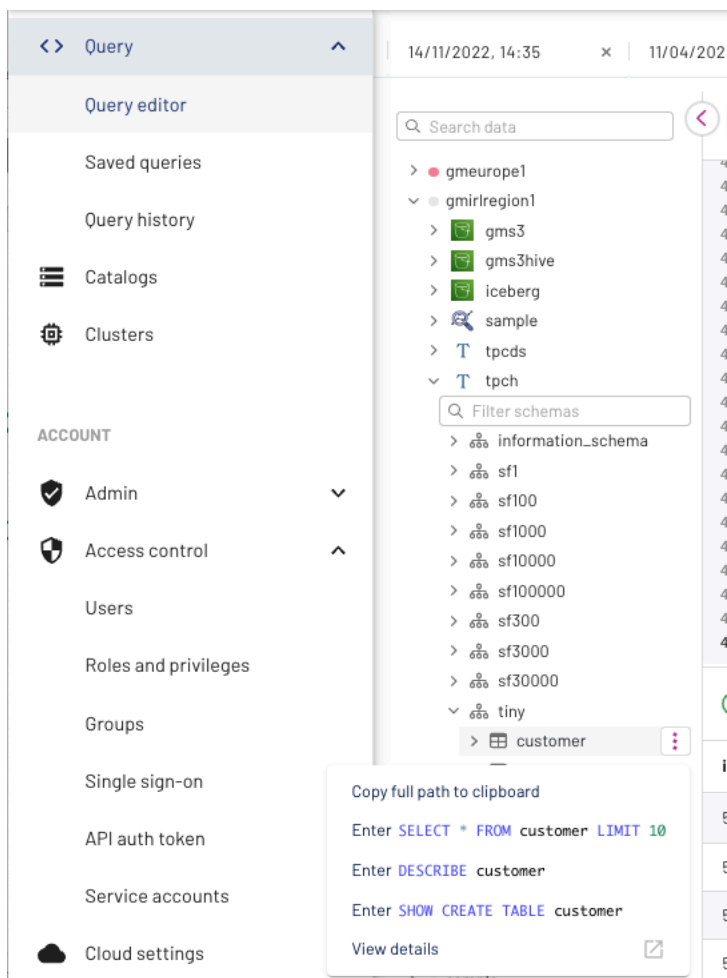 Query
Query editor
Saved queries
Query history
Catalogs
Clusters
ACCOUNT
Admin
Access control
Users
Roles and privileges
Groups
Single sign-on
API auth token
Service accounts
Cloud settings
14/11/2022, 14:35
11/04/202
Search data
gmeurope1
gmirlregion1
gms3
gms3hive
iceberg
sample
T tpcds
T tpch
Filter schemas
information_schema
sf1
sf100
sf1000
sf10000
sf100000
sf300
sf3000
sf30000
tiny
customer
Copy full path to clipboard
Enter SELECT * FROM customer LIMIT 10
Enter DESCRIBE customer
Enter SHOW CREATE TABLE customer
View details